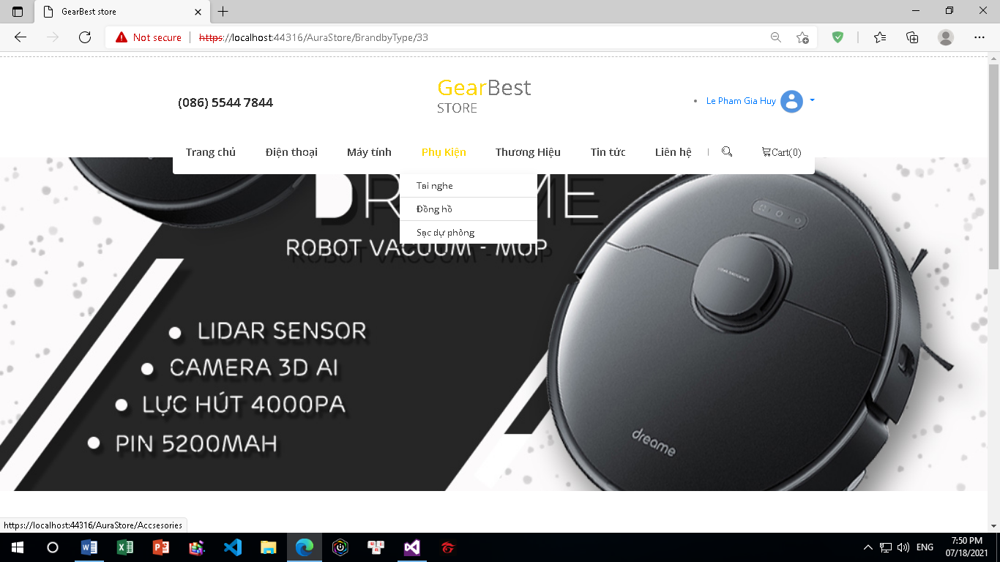 GearBest store
Not secure https://localhost:44316/AuraStore/BrandbyType/33
(086) 5544 7844
GearBest
STORE
Le Pham Gia Huy
Trang chủ Điện thoại Máy tính Phụ Kiện Thương Hiệu Tin tức Liên hệ Cart(0)
Tai nghe
Đồng hồ
Sạc dự phòng
ROBOT VACUUM - MOP
LIDAR SENSOR
CAMERA 3D AI
LỰC HÚT 4000PA
PIN 5200MAH
dreame
https://localhost:44316/AuraStore/Accsesories
ENG
7:50 PM
07/18/2021